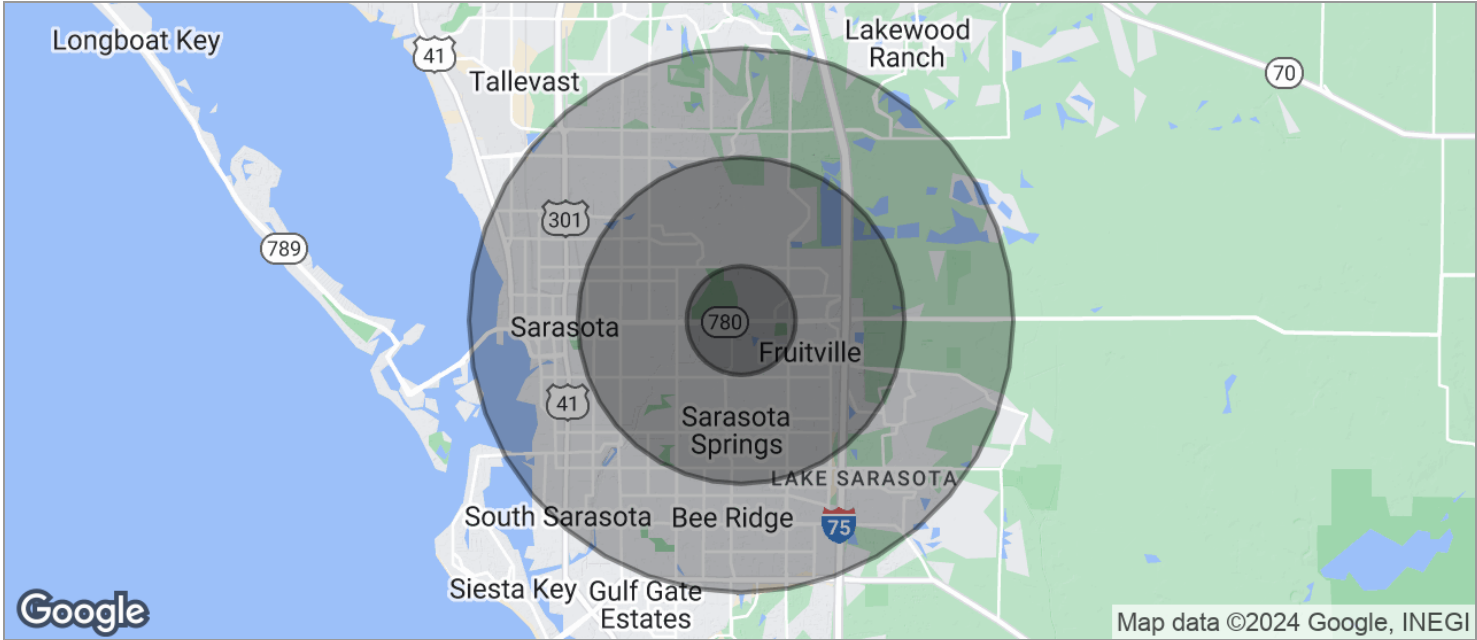 Longboat Key
41
Tallevast
Lakewood
Ranch
70
301
789
780
Sarasota
Fruitville
41
Sarasota
Springs
LAKE SARASOTA
South Sarasota
Bee Ridge
75
Siesta Key
Gulf Gate
Estates
Google
Map data ©2024 Google, INEGI